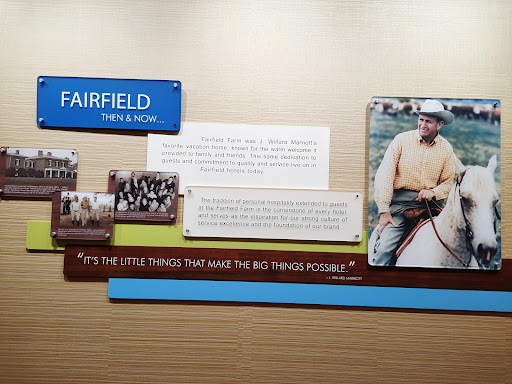 FAIRFIELD
THEN & NOW...
Fairfield Farm was J. Willard Marriott's
favorite vacation home, known for the warm welcome it
provided to family and friends. This same dedication to
guests and commitment to quality and service live on in
Fairfield hotels today.
The tradition of personal hospitality extended to guests
at the Fairfield Farm is the cornerstone of every hotel
and serves as the inspiration for our strong culture of
service excellence and the foundation of our brand.
"IT'S THE LITTLE THINGS THAT MAKE THE BIG THINGS POSSIBLE."
- J. WILLARD MARRIOTT